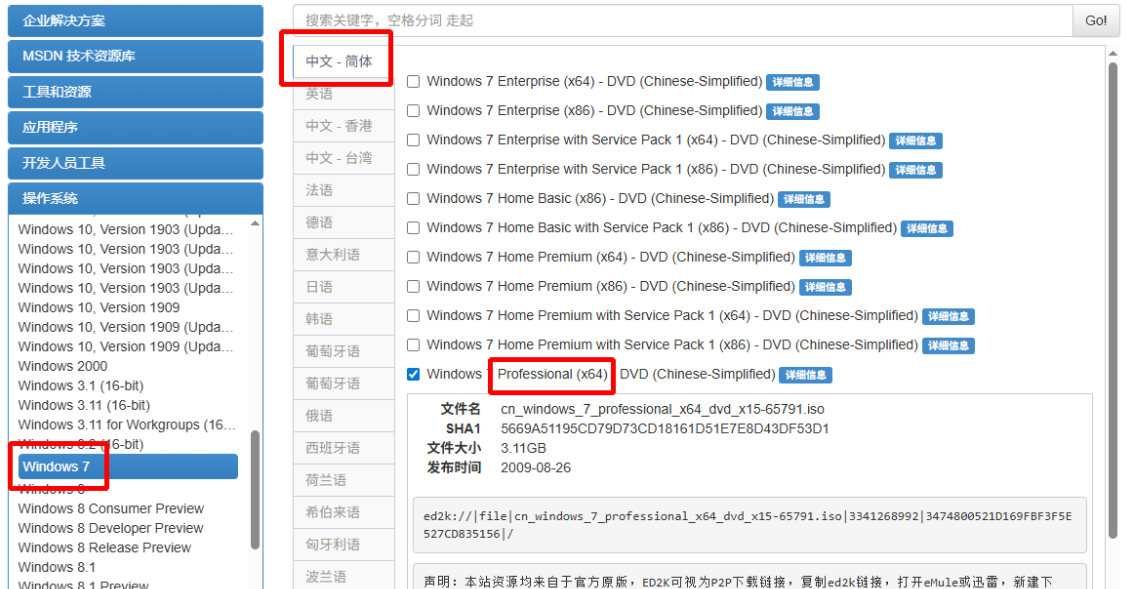 企业解决方案
MSDN 技术资源库
工具和资源
应用程序
开发人员工具
操作系统
Windows 10, Version 1903 (Upda...
Windows 10, Version 1903 (Upda...
Windows 10, Version 1903 (Upda...
Windows 10, Version 1903 (Upda...
Windows 10, Version 1909
Windows 10, Version 1909 (Upda...
Windows 10, Version 1909 (Upda...
Windows 2000
Windows 3.1 (16-bit)
Windows 3.11 (16-bit)
Windows 3.11 for Workgroups (16...
Windows 3.2 (16-bit)
Windows 7
Windows 8
Windows 8 Consumer Preview
Windows 8 Developer Preview
Windows 8 Release Preview
Windows 8.1
Windows 8.1 Preview
搜索关键字，空格分词 走起
Go!
中文 - 简体
英语
中文 - 香港
中文 - 台湾
法语
德语
意大利语
日语
韩语
葡萄牙语
葡萄牙语
俄语
西班牙语
荷兰语
希伯来语
匈牙利语
波兰语
Windows 7 Enterprise (x64) - DVD (Chinese-Simplified) 详细信息
Windows 7 Enterprise (x86) - DVD (Chinese-Simplified) 详细信息
Windows 7 Enterprise with Service Pack 1 (x64) - DVD (Chinese-Simplified) 详细信息
Windows 7 Enterprise with Service Pack 1 (x86) - DVD (Chinese-Simplified) 详细信息
Windows 7 Home Basic (x86) - DVD (Chinese-Simplified) 详细信息
Windows 7 Home Basic with Service Pack 1 (x86) - DVD (Chinese-Simplified) 详细信息
Windows 7 Home Premium (x64) - DVD (Chinese-Simplified) 详细信息
Windows 7 Home Premium (x86) - DVD (Chinese-Simplified) 详细信息
Windows 7 Home Premium with Service Pack 1 (x64) - DVD (Chinese-Simplified) 详细信息
Windows 7 Home Premium with Service Pack 1 (x86) - DVD (Chinese-Simplified) 详细信息
Windows 7 Professional (x64) DVD (Chinese-Simplified) 详细信息
文件名 cn_windows_7_professional_x64_dvd_x15-65791.iso
SHA1 5669A51195CD79D73CD18161D51E7E8D43DF53D1
文件大小 3.11GB
发布时间 2009-08-26
ed2k://|file|cn_windows_7_professional_x64_dvd_x15-65791.iso|3341268992|3474800521D169FBF3F5E
527CD835156|/
声明：本站资源均来自于官方原版，ED2K可视为P2P下载链接，复制ed2k链接，打开eMule或迅雷，新建下